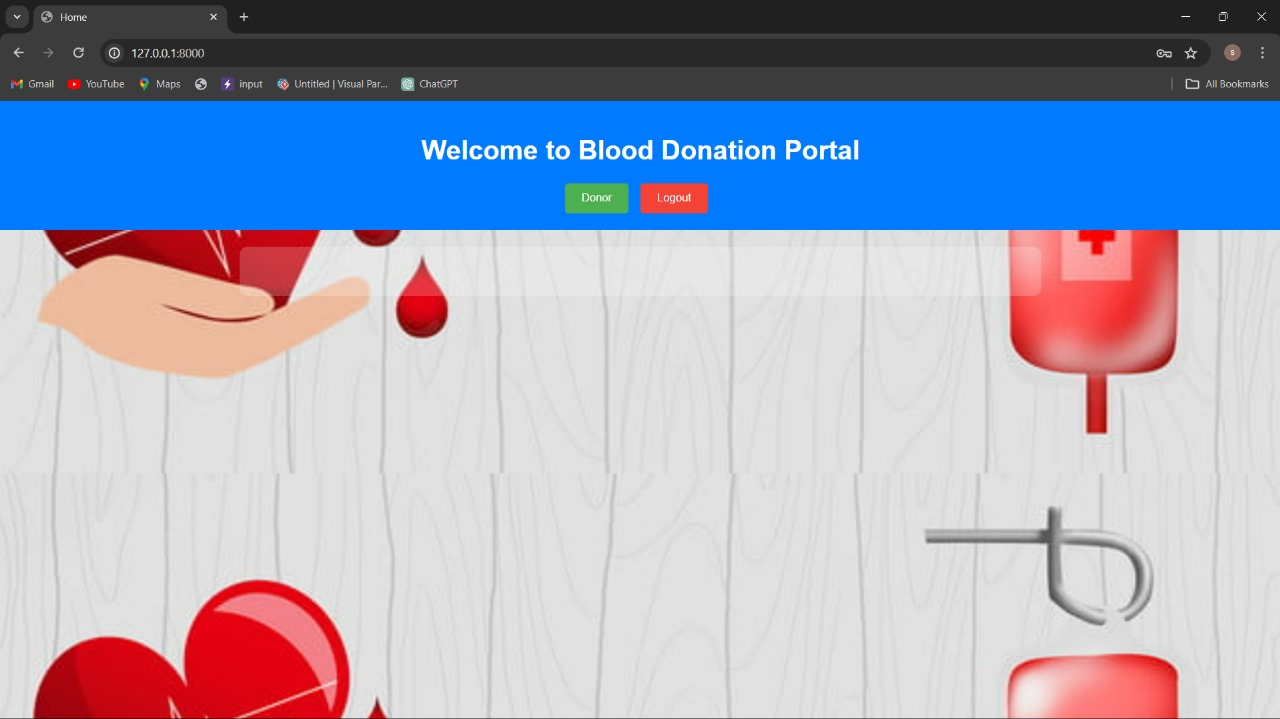 Home
127.0.0.1:8000
S
Gmail
YouTube
Maps
input
Untitled | Visual Par...
ChatGPT
All Bookmarks
Welcome to Blood Donation Portal
Donor
Logout